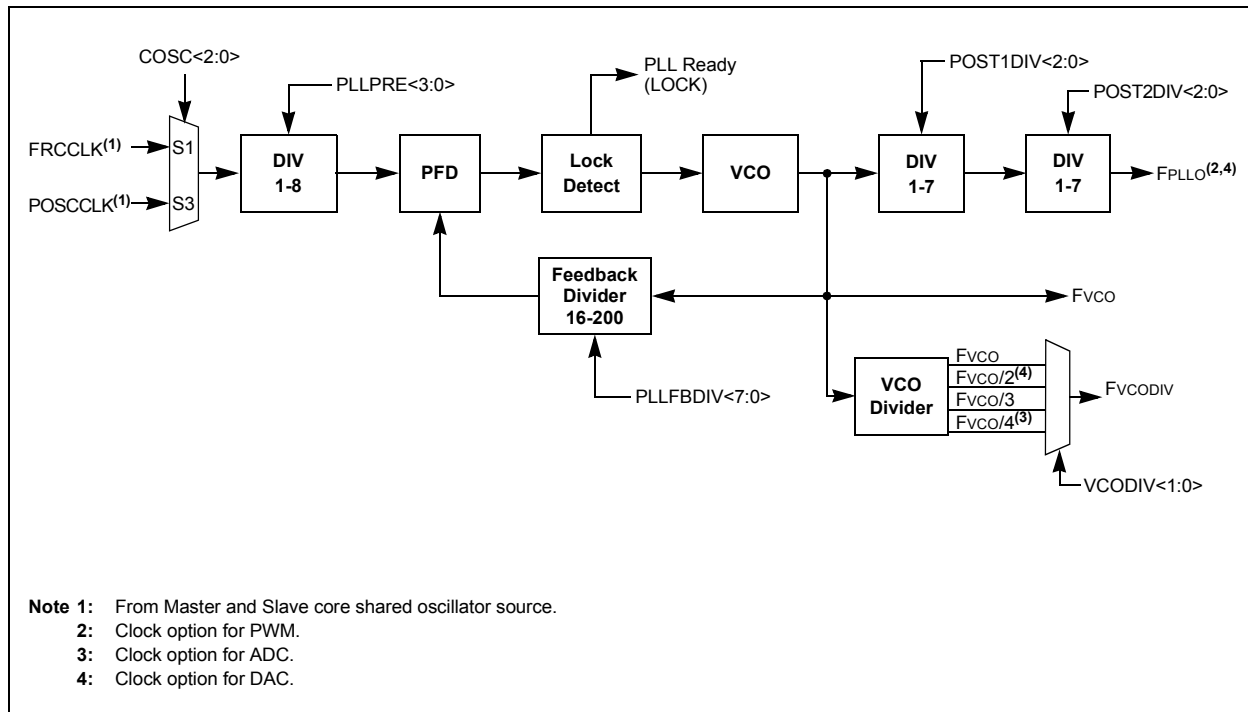 COSC<2:0>
PLLPRE<3:0>
PLL Ready
(LOCK)
POST1DIV<2:0>
POST2DIV<2:0>
FRCCLK(1)
S1
POSCCLK(1)
S3
DIV
1-8
PFD
Lock
Detect
VCO
DIV
1-7
DIV
1-7
FPLLO(2,4)
Feedback
Divider
16-200
FVCO
PLLFBDIV<7:0>
VCO
Divider
FVCO
FVCO/2(4)
FVCO/3
FVCO/4(3)
FVCODIV
VCODIV<1:0>
Note 1: From Master and Slave core shared oscillator source.
2: Clock option for PWM.
3: Clock option for ADC.
4: Clock option for DAC.